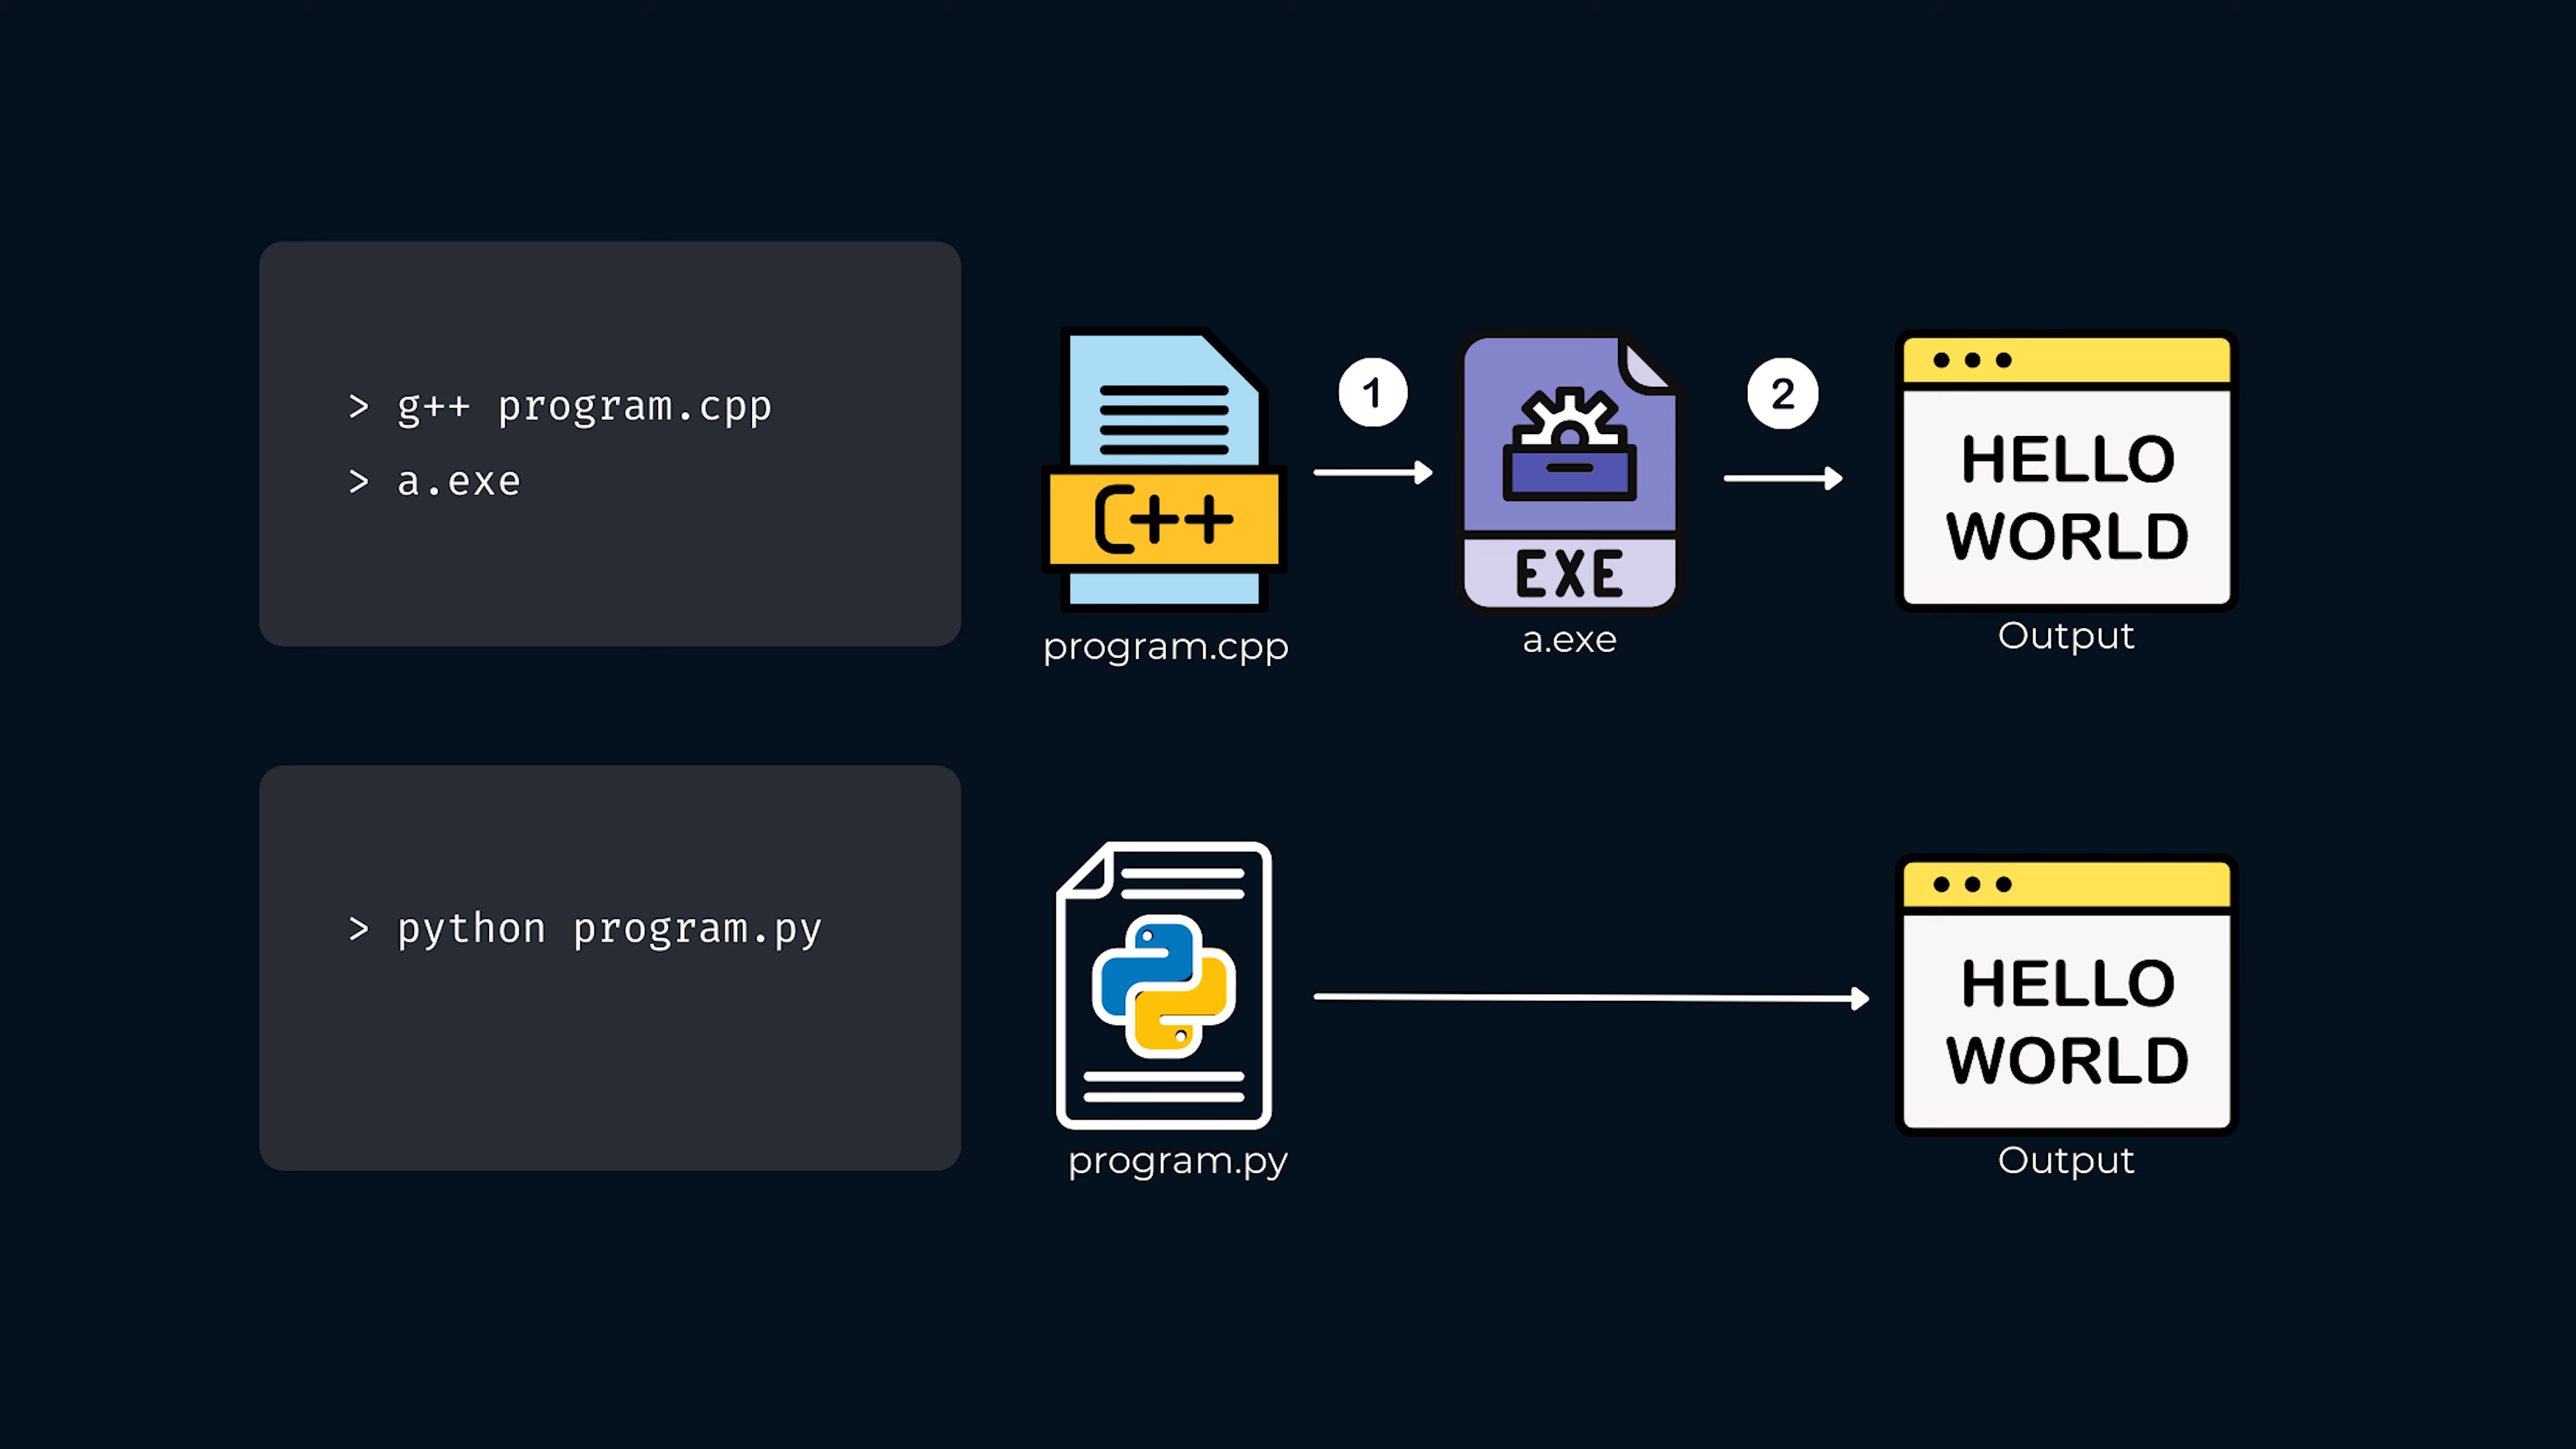 > g++ program.cpp
> a.exe
C++
program.cpp
1
EXE
a.exe
2
HELLO
WORLD
Output
> python program.py
program.py
HELLO
WORLD
Output